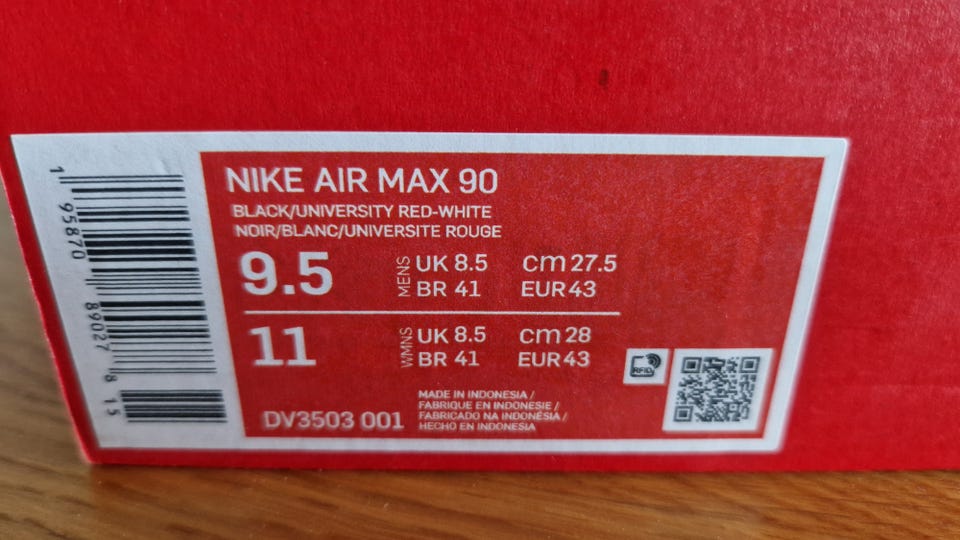 NIKE AIR MAX 90
BLACK/UNIVERSITY RED-WHITE
NOIR/BLANC/UNIVERSITE ROUGE
9.5 MENS UK 8.5 cm 27.5
BR 41 EUR 43
11 WMNS UK 8.5 cm 28
BR 41 EUR 43
RFID
DV3503 001
MADE IN INDONESIA /
FABRIQUE EN INDONESIE /
FABRICADO NA INDONÉSIA /
HECHO EN INDONESIA
1 95870 89027 8
15